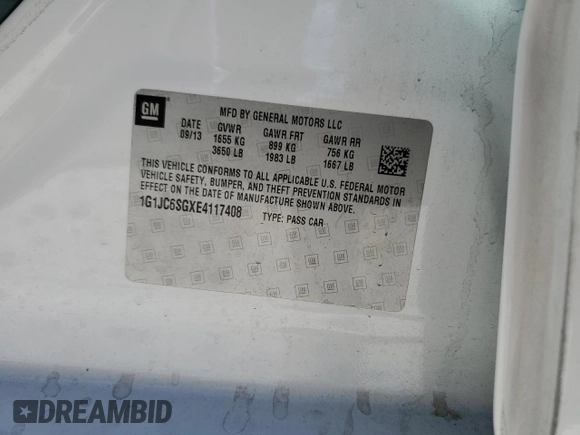 GM
MFD BY GENERAL MOTORS LLC
DATE GVWR GAWR FRT GAWR RR
09/13 1655 KG 899 KG 756 KG
3650 LB 1983 LB 1667 LB
THIS VEHICLE CONFORMS TO ALL APPLICABLE U.S. FEDERAL MOTOR
VEHICLE SAFETY, BUMPER, AND THEFT PREVENTION STANDARDS IN
EFFECT ON THE DATE OF MANUFACTURE SHOWN ABOVE.
1G1JC6SGXE4117408 TYPE: PASS CAR
DREAMBID